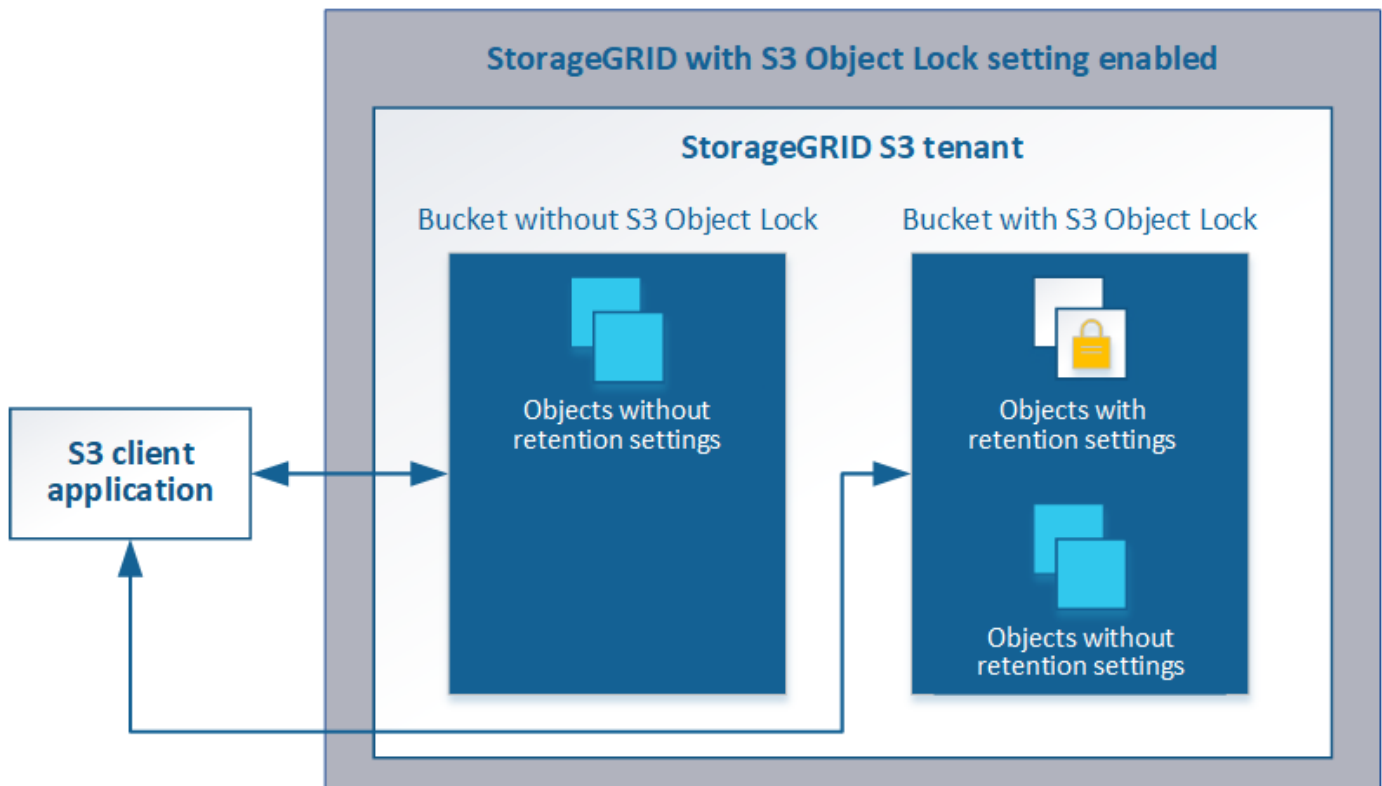 StorageGRID with S3 Object Lock setting enabled
StorageGRID S3 tenant
Bucket without S3 Object Lock
Bucket with S3 Object Lock
Objects without
retention settings
Objects with
retention settings
S3 client
application
Objects without
retention settings